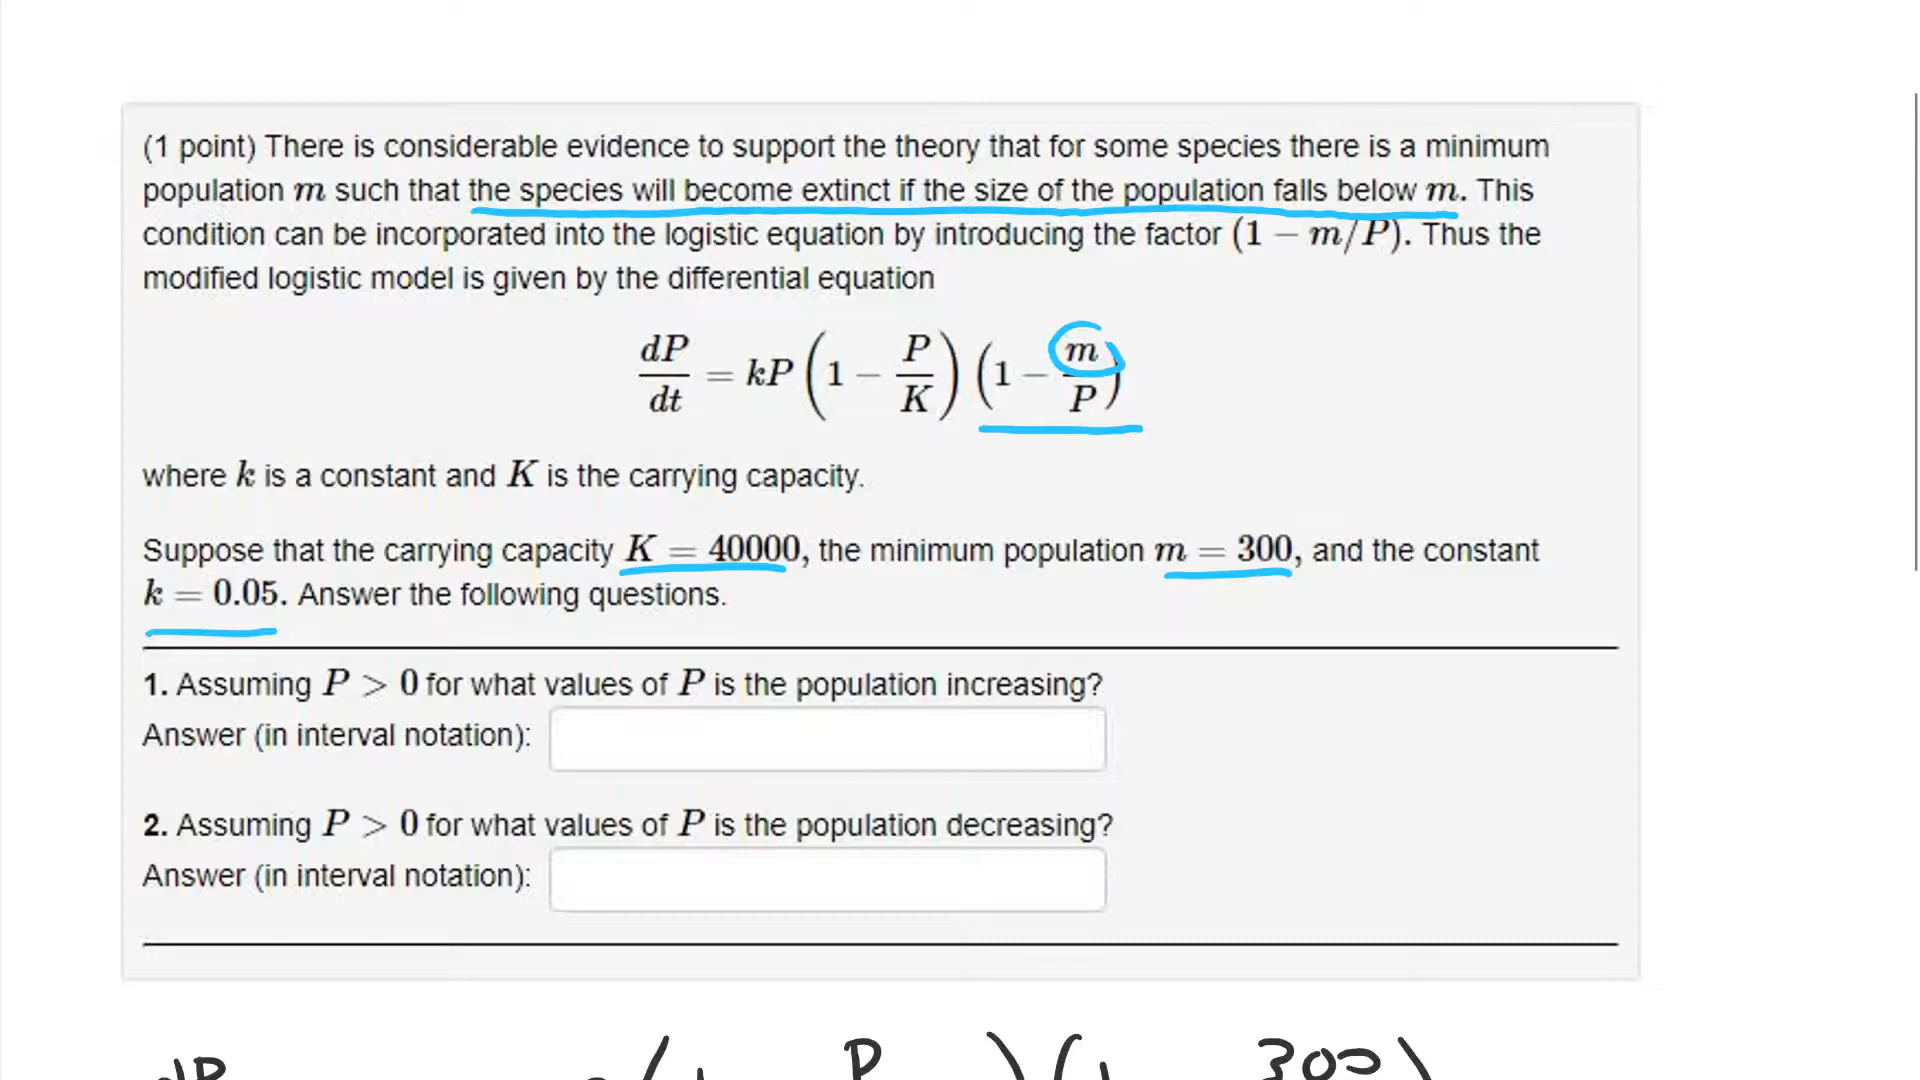 (1 point) There is considerable evidence to support the theory that for some species there is a minimum
population m such that the species will become extinct if the size of the population falls below m. This
condition can be incorporated into the logistic equation by introducing the factor (1 − m/P). Thus the
modified logistic model is given by the differential equation
dP/dt = kP (1 − P/K) (1 − m/P)
where k is a constant and K is the carrying capacity.
Suppose that the carrying capacity K = 40000, the minimum population m = 300, and the constant
k = 0.05. Answer the following questions.
1. Assuming P > 0 for what values of P is the population increasing?
Answer (in interval notation):
2. Assuming P > 0 for what values of P is the population decreasing?
Answer (in interval notation):
dP ( P ) ( 300 )